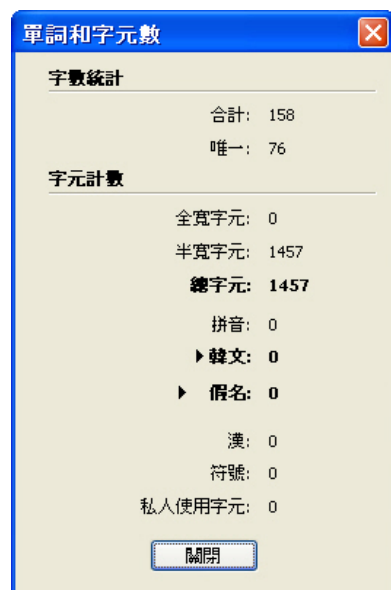 單詞和字元數
字數統計
合計: 158
唯一: 76
字元計數
全寬字元: 0
半寬字元: 1457
總字元: 1457
拼音: 0
▶韓文: 0
▶ 假名: 0
漢: 0
符號: 0
私人使用字元: 0
關閉